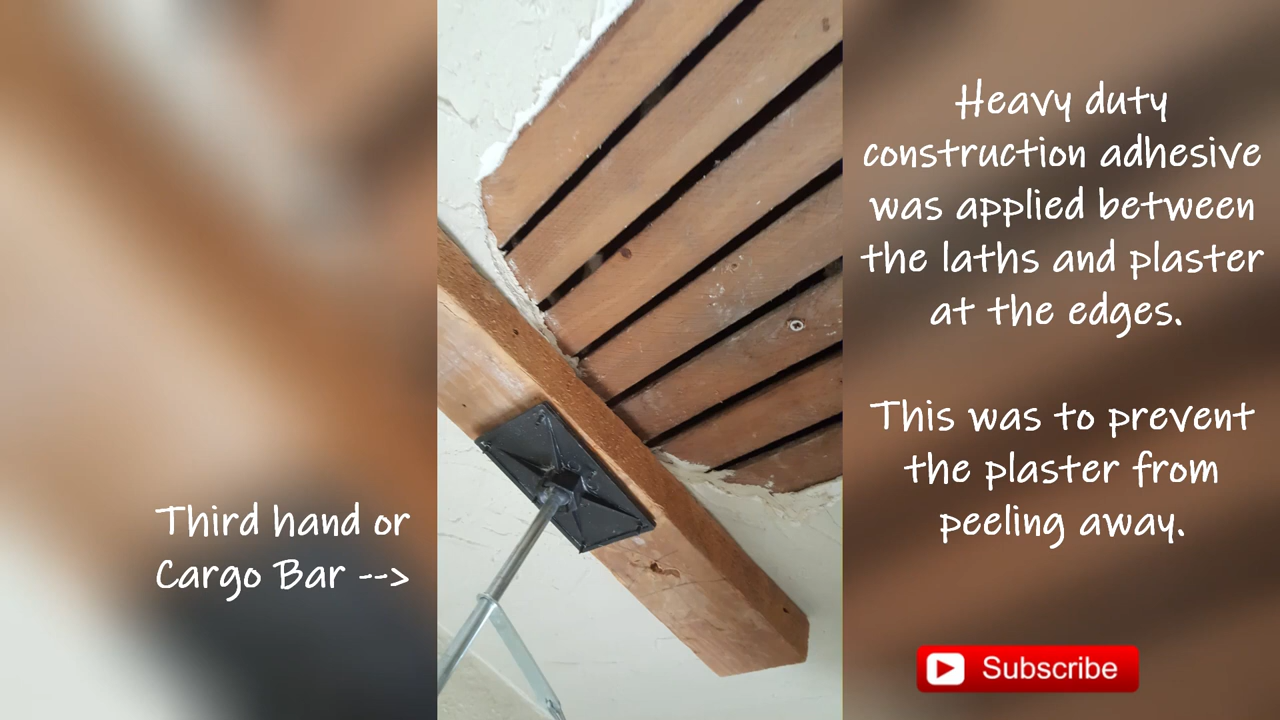 Third hand or
Cargo Bar -->
Heavy duty
construction adhesive
was applied between
the laths and plaster
at the edges.
This was to prevent
the plaster from
peeling away.
Subscribe